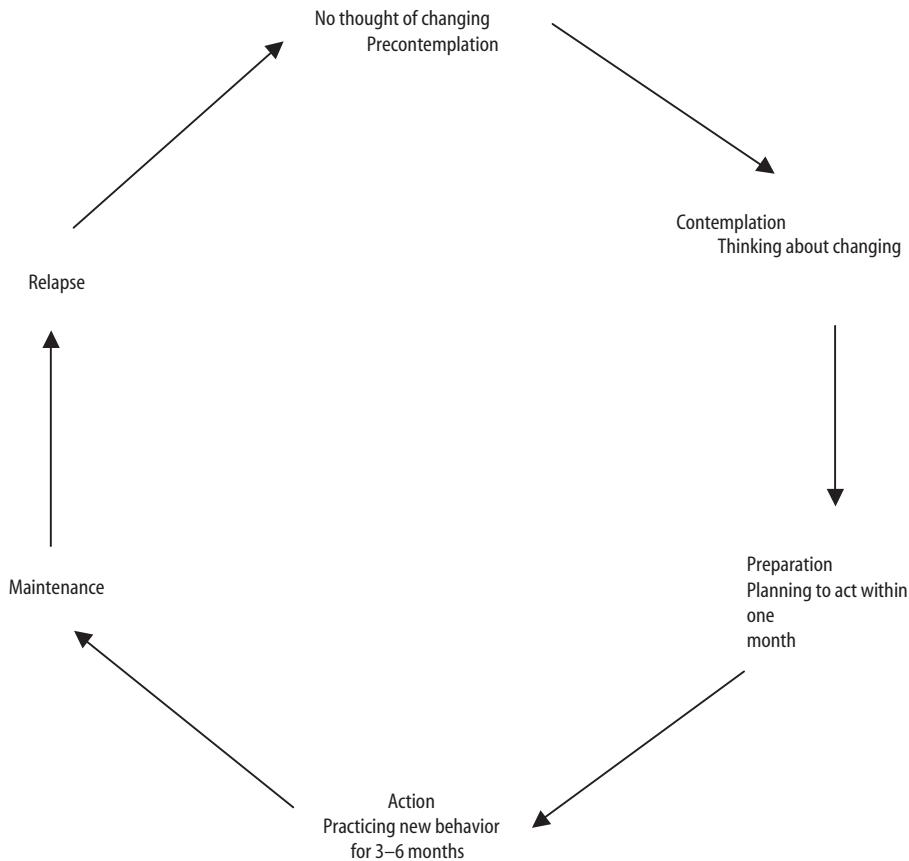 No thought of changing
Precontemplation
Contemplation
Thinking about changing
Relapse
Preparation
Planning to act within
one
month
Maintenance
Action
Practicing new behavior
for 3–6 months